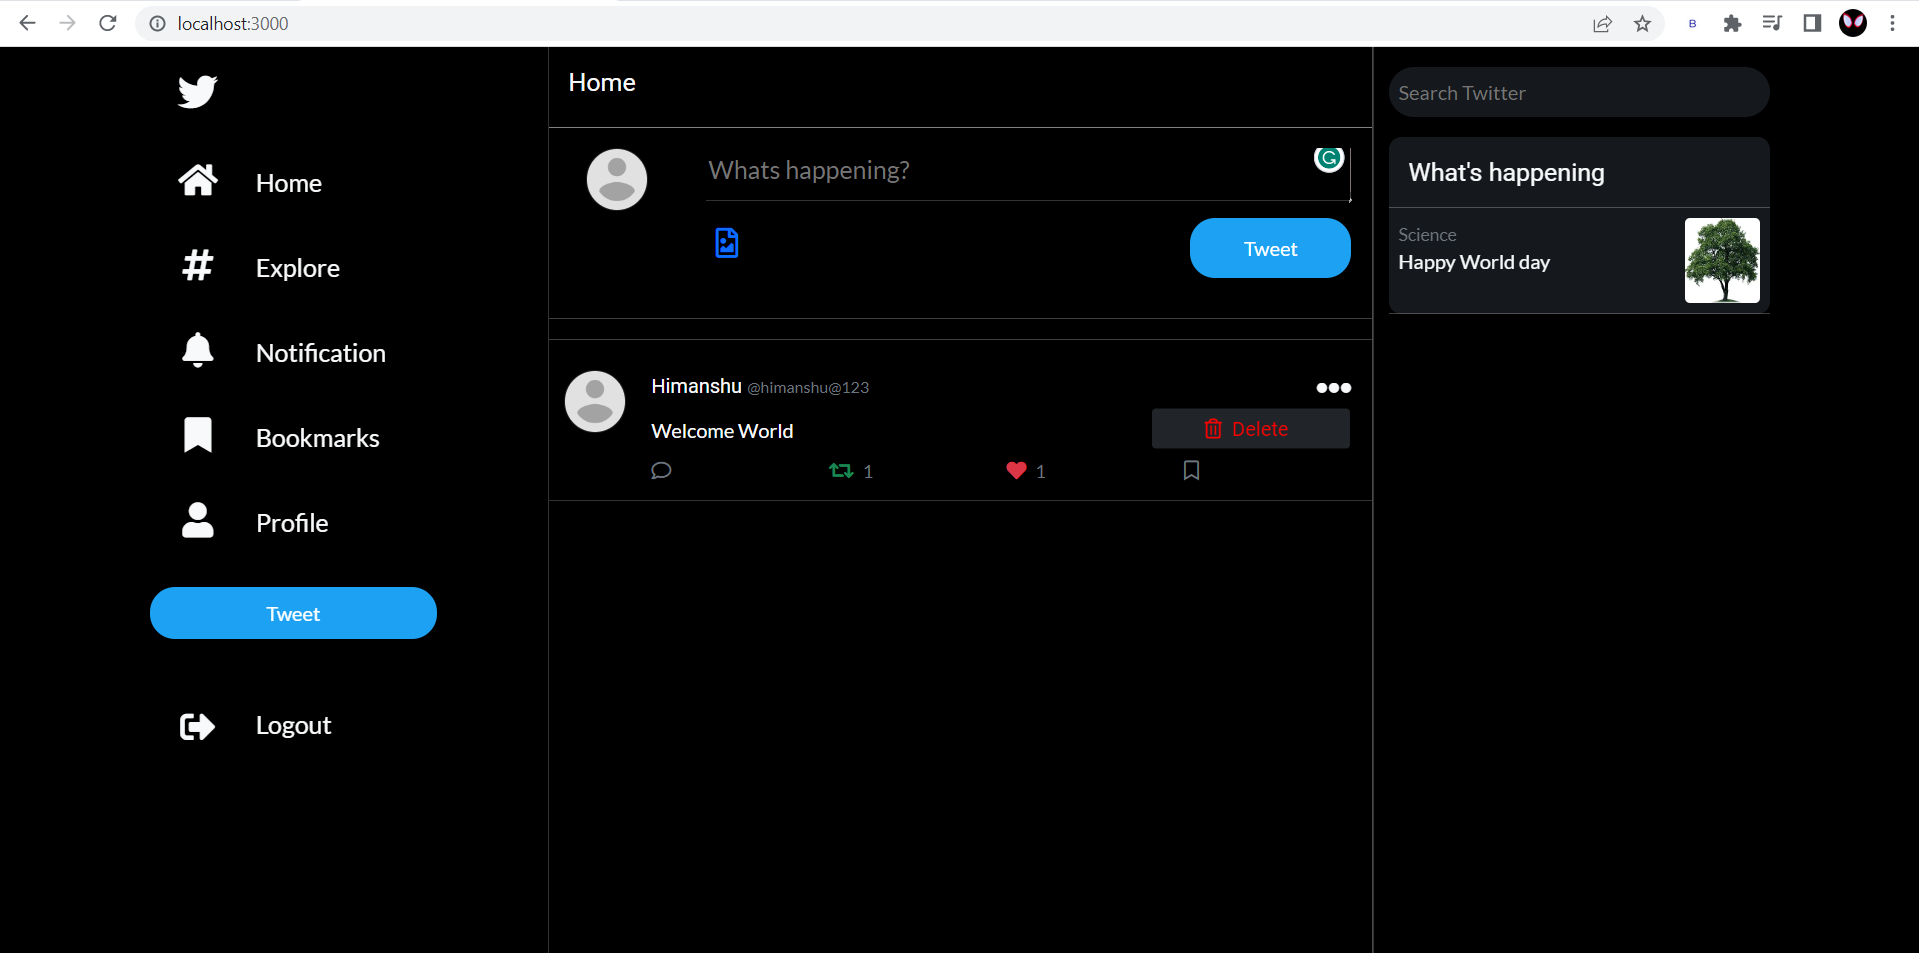 localhost:3000
B
Home
Explore
Notification
Bookmarks
Profile
Tweet
Logout
Home
Whats happening?
Tweet
Himanshu @himanshu@123
Welcome World
Delete
1
1
Search Twitter
What's happening
Science
Happy World day